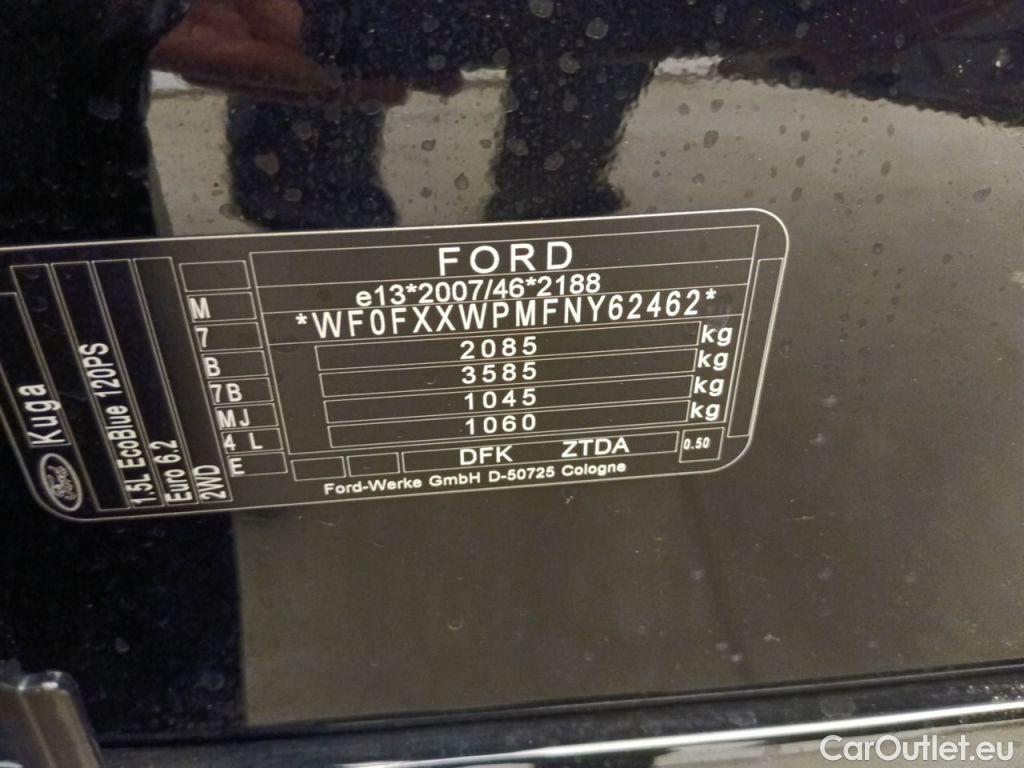 FORD
e13*2007/46*2188
*WF0FXXWPMFNY62462*
2085 kg
3585 kg
1045 kg
1060 kg
DFK ZTDA 0.50
Ford-Werke GmbH D-50725 Cologne
M
7
B
7B
MJ
4 L
E
Ford Kuga
1.5L EcoBlue 120PS
Euro 6.2
2WD
CarOutlet.eu